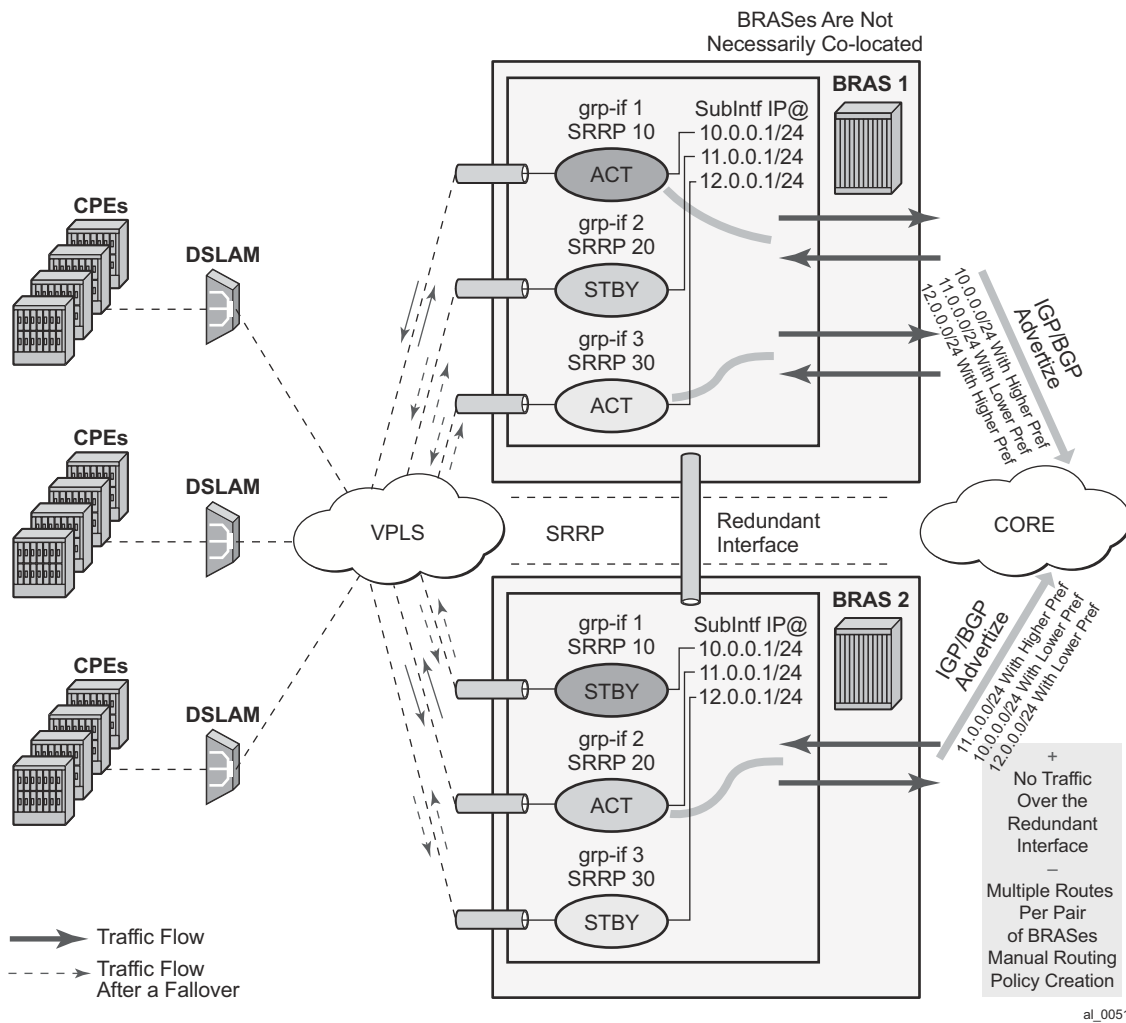 BRASes Are Not
Necessarily Co-located
BRAS 1
grp-if 1
SRRP 10
ACT
SubIntf IP@
10.0.0.1/24
11.0.0.1/24
12.0.0.1/24
grp-if 2
SRRP 20
STBY
grp-if 3
SRRP 30
ACT
CPEs
DSLAM
CPEs
DSLAM
CPEs
DSLAM
VPLS
SRRP
Redundant
Interface
IGP/BGP
Advertize
10.0.0.0/24 With Higher Pref
11.0.0.0/24 With Lower Pref
12.0.0.0/24 With Higher Pref
CORE
BRAS 2
grp-if 1
SRRP 10
STBY
SubIntf IP@
10.0.0.1/24
11.0.0.1/24
12.0.0.1/24
grp-if 2
SRRP 20
ACT
grp-if 3
SRRP 30
STBY
IGP/BGP
Advertize
11.0.0.0/24 With Higher Pref
10.0.0.0/24 With Lower Pref
12.0.0.0/24 With Lower Pref
+
No Traffic
Over the
Redundant
Interface
–
Multiple Routes
Per Pair
of BRASes
Manual Routing
Policy Creation
Traffic Flow
Traffic Flow
After a Fallover
al_0051